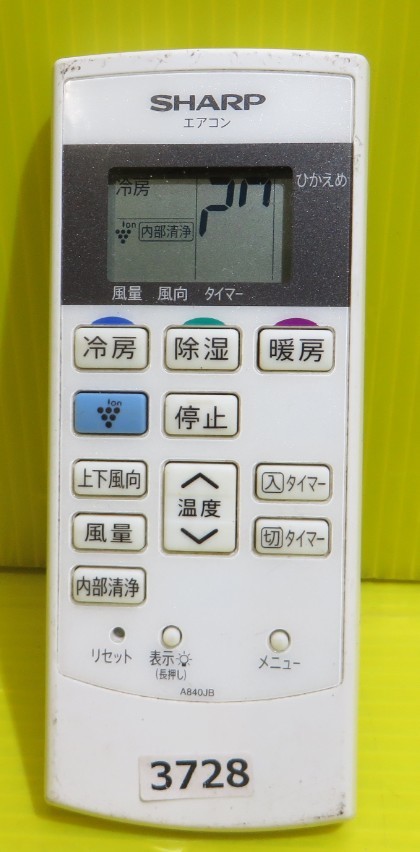 SHARP
エアコン
冷房
ひかえめ
ion 内部清浄
風量 風向 タイマー
冷房 除湿 暖房
ion 停止
上下風向
温度
入タイマー
風量
切タイマー
内部清浄
リセット 表示 メニュー
(長押し)
A840JB
3728